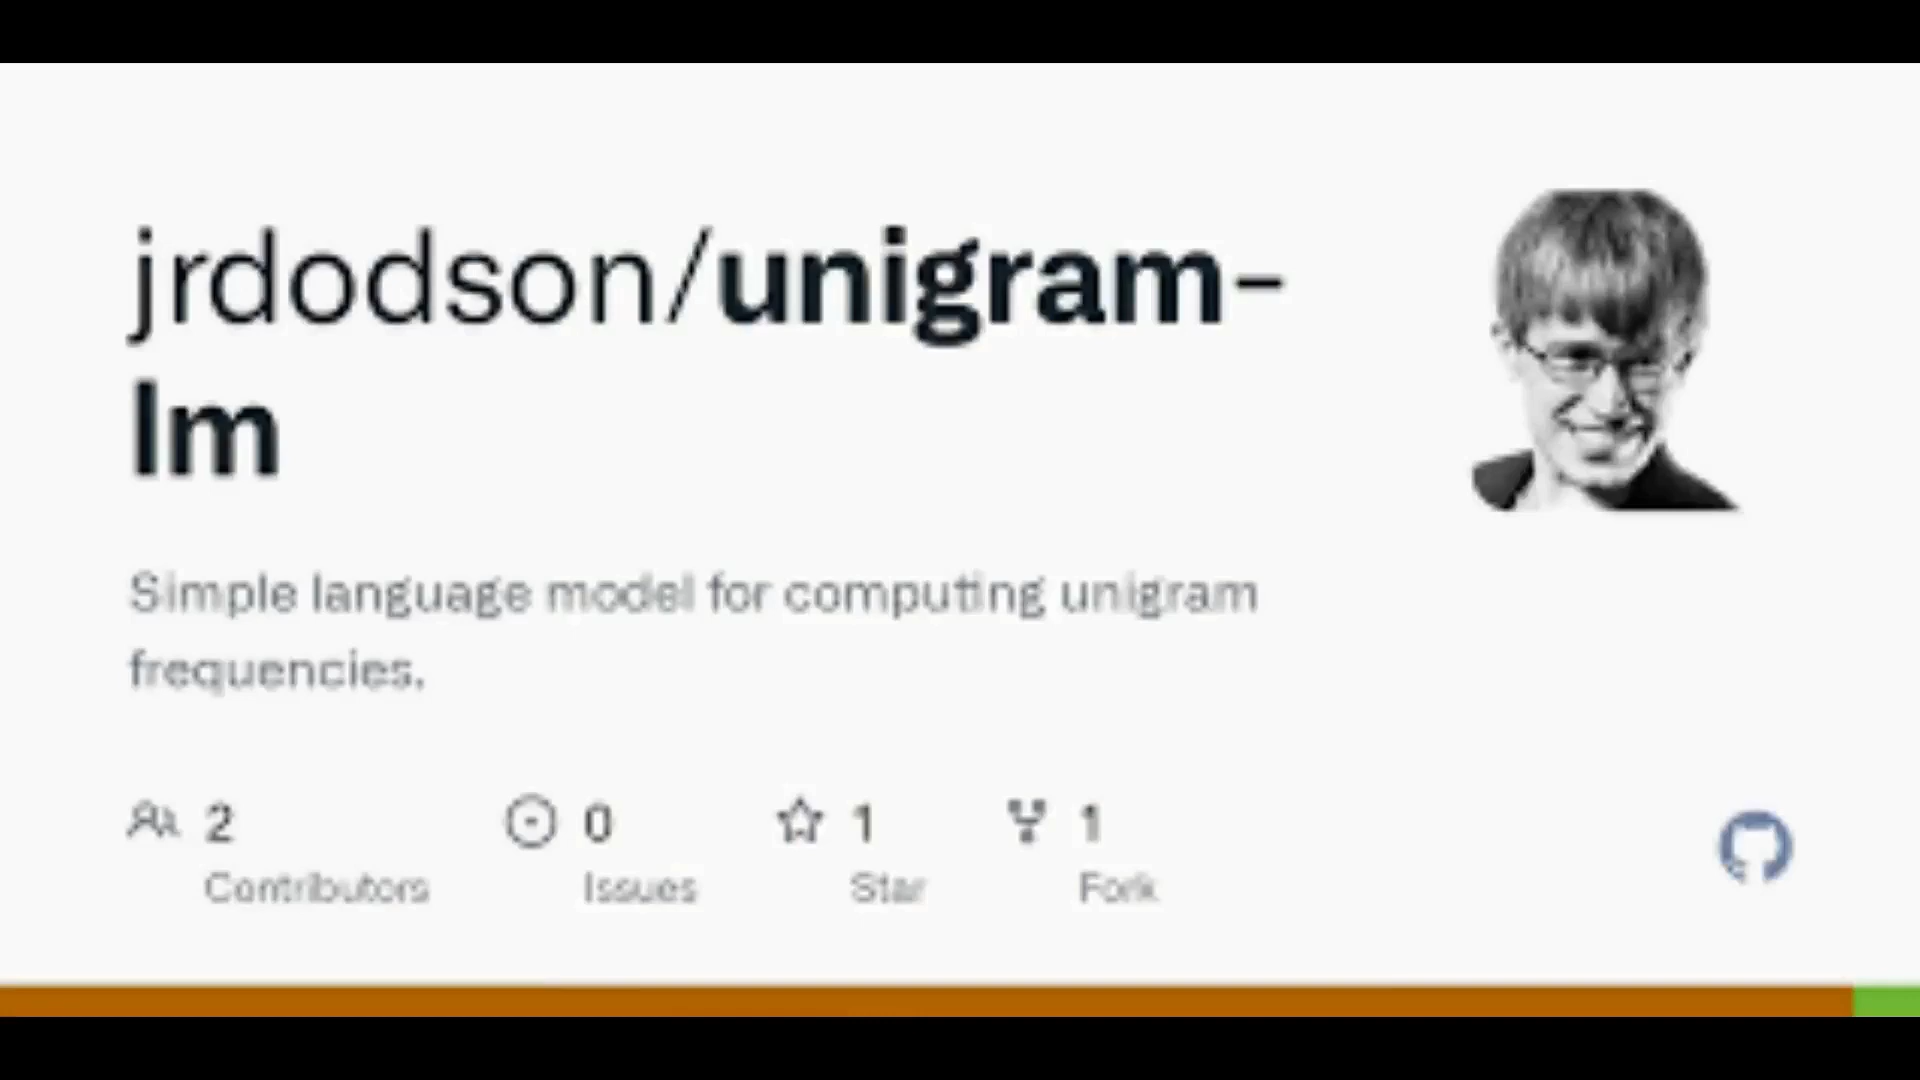 jrdodson/unigram-
lm
Simple language model for computing unigram
frequencies.
2 0 1 1
Contributors Issues Star Fork